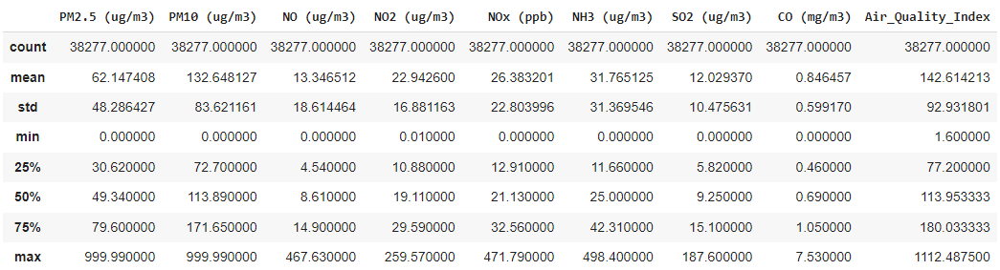 PM2.5 (ug/m3) PM10 (ug/m3) NO (ug/m3) NO2 (ug/m3) NOx (ppb) NH3 (ug/m3) SO2 (ug/m3) CO (mg/m3) Air_Quality_Index
count 38277.000000 38277.000000 38277.000000 38277.000000 38277.000000 38277.000000 38277.000000 38277.000000 38277.000000
mean 62.147408 132.648127 13.346512 22.942600 26.383201 31.765125 12.029370 0.846457 142.614213
std 48.286427 83.621161 18.614464 16.881163 22.803996 31.369546 10.475631 0.599170 92.931801
min 0.000000 0.000000 0.000000 0.010000 0.000000 0.000000 0.000000 0.000000 1.600000
25% 30.620000 72.700000 4.540000 10.880000 12.910000 11.660000 5.820000 0.460000 77.200000
50% 49.340000 113.890000 8.610000 19.110000 21.130000 25.000000 9.250000 0.690000 113.953333
75% 79.600000 171.650000 14.900000 29.590000 32.560000 42.310000 15.100000 1.050000 180.033333
max 999.990000 999.990000 467.630000 259.570000 471.790000 498.400000 187.600000 7.530000 1112.487500